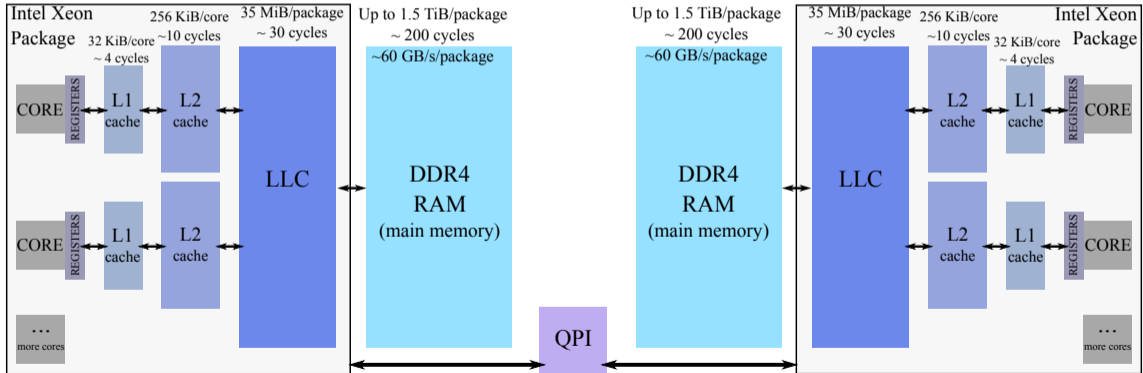 Intel Xeon
Package
32 KiB/core
~ 4 cycles
256 KiB/core
~10 cycles
35 MiB/package
~ 30 cycles
Up to 1.5 TiB/package
~ 200 cycles
~60 GB/s/package
CORE
REGISTERS
L1
cache
L2
cache
CORE
REGISTERS
L1
cache
L2
cache
...
more cores
LLC
DDR4
RAM
(main memory)
QPI
Up to 1.5 TiB/package
~ 200 cycles
~60 GB/s/package
35 MiB/package
~ 30 cycles
256 KiB/core
~10 cycles
32 KiB/core
~ 4 cycles
Intel Xeon
Package
DDR4
RAM
(main memory)
LLC
L2
cache
L1
cache
REGISTERS
CORE
L2
cache
L1
cache
REGISTERS
CORE
...
more cores